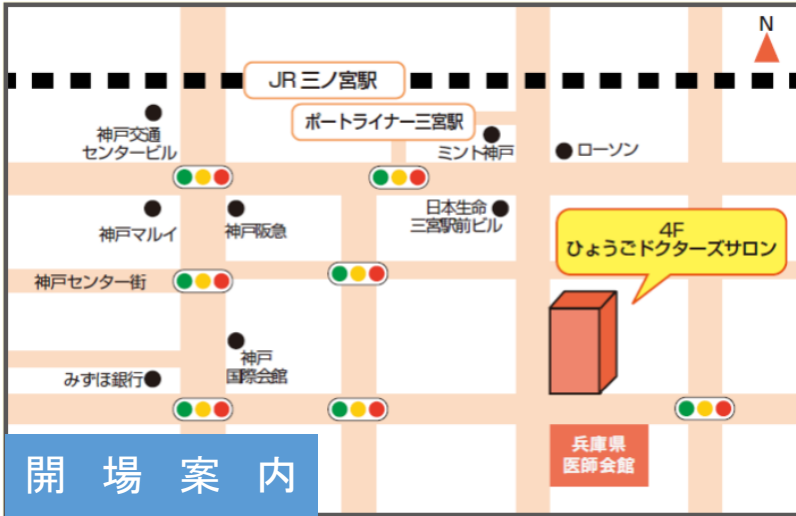 N
JR 三ノ宮駅
ポートライナー三宮駅
神戸交通
センタービル
ミント神戸
ローソン
神戸マルイ
神戸阪急
日本生命
三宮駅前ビル
4F
ひょうごドクターズサロン
神戸センター街
神戸
国際会館
みずほ銀行
兵庫県
医師会館
開場案内